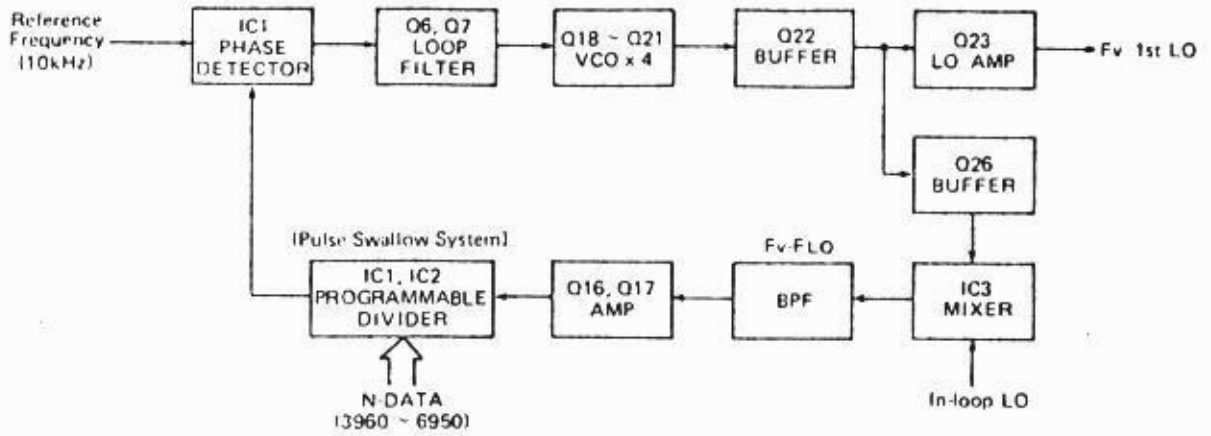 Reference
Frequency
(10kHz)
IC1
PHASE
DETECTOR
Q6, Q7
LOOP
FILTER
Q18 ~ Q21
VCO x 4
Q22
BUFFER
Q23
LO AMP
Fv 1st LO
Q26
BUFFER
[Pulse Swallow System]
IC1, IC2
PROGRAMMABLE
DIVIDER
Q16, Q17
AMP
Fv-FLO
BPF
IC3
MIXER
N-DATA
(3960 ~ 6950)
In-loop LO